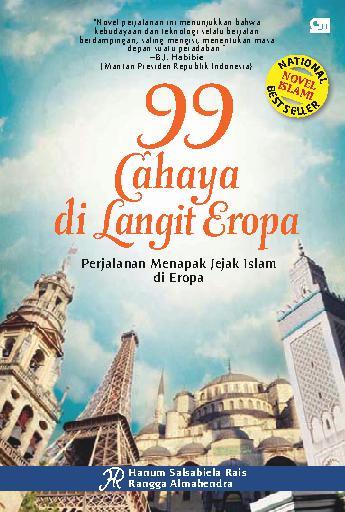 "Novel perjalanan ini menunjukkan bahwa
kebudayaan dan teknologi selalu berjalan
berdampingan, saling mengisi, menentukan masa
depan suatu peradaban."
—B.J. Habibie
(Mantan Presiden Republik Indonesia)
NATIONAL
NOVEL
ISLAMI
BEST SELLER
99
Cahaya
di Langit Eropa
Perjalanan Menapak Jejak Islam
di Eropa
Hanum Salsabiela Rais
Rangga Almahendra